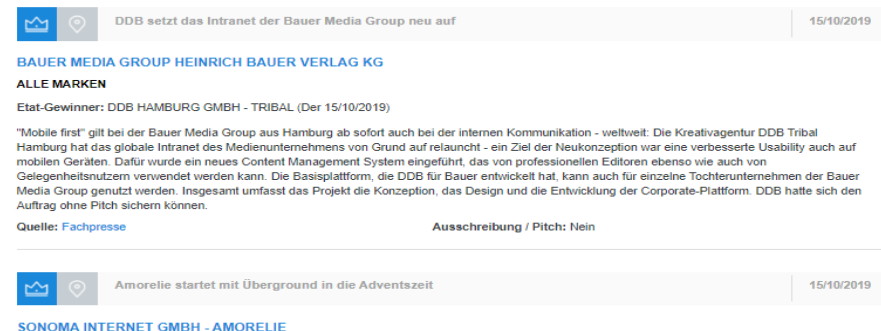 DDB setzt das Intranet der Bauer Media Group neu auf
15/10/2019
BAUER MEDIA GROUP HEINRICH BAUER VERLAG KG
ALLE MARKEN
Etat-Gewinner: DDB HAMBURG GMBH - TRIBAL (Der 15/10/2019)
"Mobile first" gilt bei der Bauer Media Group aus Hamburg ab sofort auch bei der internen Kommunikation - weltweit: Die Kreativagentur DDB Tribal
Hamburg hat das globale Intranet des Medienunternehmens von Grund auf relauncht - ein Ziel der Neukonzeption war eine verbesserte Usability auch auf
mobilen Geräten. Dafür wurde ein neues Content Management System eingeführt, das von professionellen Editoren ebenso wie auch von
Gelegenheitsnutzern verwendet werden kann. Die Basisplattform, die DDB für Bauer entwickelt hat, kann auch für einzelne Tochterunternehmen der Bauer
Media Group genutzt werden. Insgesamt umfasst das Projekt die Konzeption, das Design und die Entwicklung der Corporate-Plattform. DDB hatte sich den
Auftrag ohne Pitch sichern können.
Quelle: Fachpresse
Ausschreibung / Pitch: Nein
Amorelie startet mit Überground in die Adventszeit
15/10/2019
SONOMA INTERNET GMBH - AMORELIE